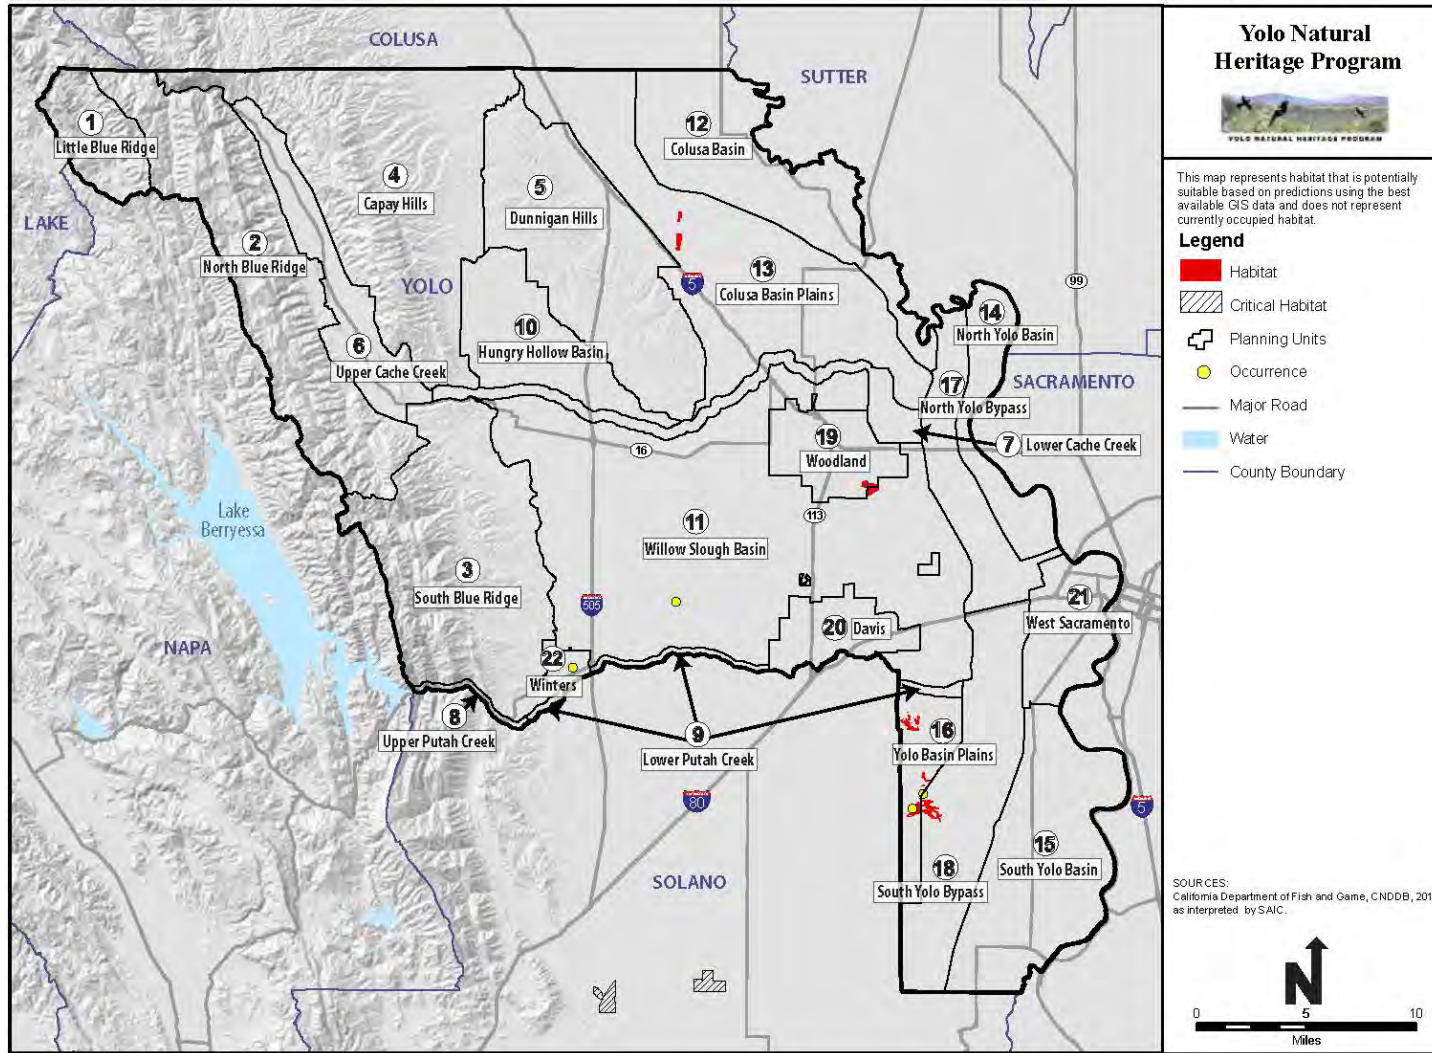 COLUSA
SUTTER
1
Little Blue Ridge
12
Colusa Basin
4
Capay Hills
5
Dunnigan Hills
LAKE
2
North Blue Ridge
YOLO
13
Colusa Basin Plains
5
99
10
Hungry Hollow Basin
14
North Yolo Basin
6
Upper Cache Creek
17
North Yolo Bypass
SACRAMENTO
16
19
Woodland
7
Lower Cache Creek
Lake
Berryessa
11
Willow Slough Basin
113
3
South Blue Ridge
505
20
Davis
21
West Sacramento
NAPA
22
Winters
8
Upper Putah Creek
9
Lower Putah Creek
16
Yolo Basin Plains
80
5
15
South Yolo Basin
18
South Yolo Bypass
SOLANO
Yolo Natural
Heritage Program
YOLO NATURAL HERITAGE PROGRAM
This map represents habitat that is potentially
suitable based on predictions using the best
available GIS data and does not represent
currently occupied habitat.
Legend
Habitat
Critical Habitat
Planning Units
Occurrence
Major Road
Water
County Boundary
SOURCES:
California Department of Fish and Game, CNDDB, 201
as interpreted by SAIC.
N
0 5 10
Miles